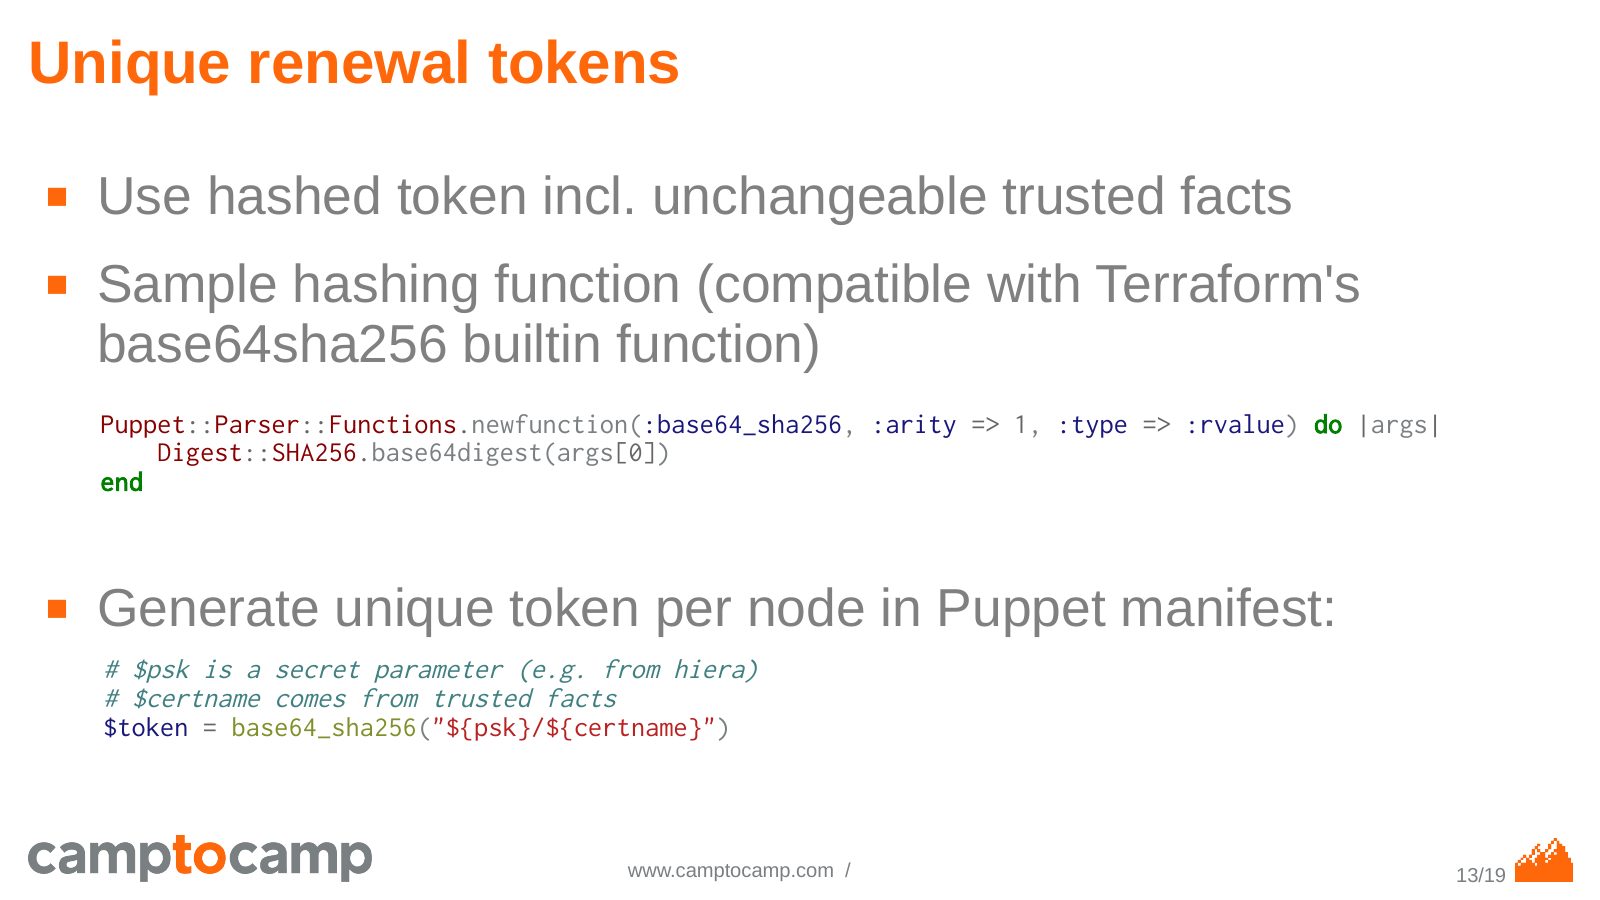 Unique renewal tokens
Use hashed token incl. unchangeable trusted facts
Sample hashing function (compatible with Terraform's
base64sha256 builtin function)
Puppet::Parser::Functions.newfunction(:base64_sha256, :arity => 1, :type => :rvalue) do |args|
    Digest::SHA256.base64digest(args[0])
end
Generate unique token per node in Puppet manifest:
# $psk is a secret parameter (e.g. from hiera)
# $certname comes from trusted facts
$token = base64_sha256("${psk}/${certname}")
camptocamp
www.camptocamp.com /
13/19